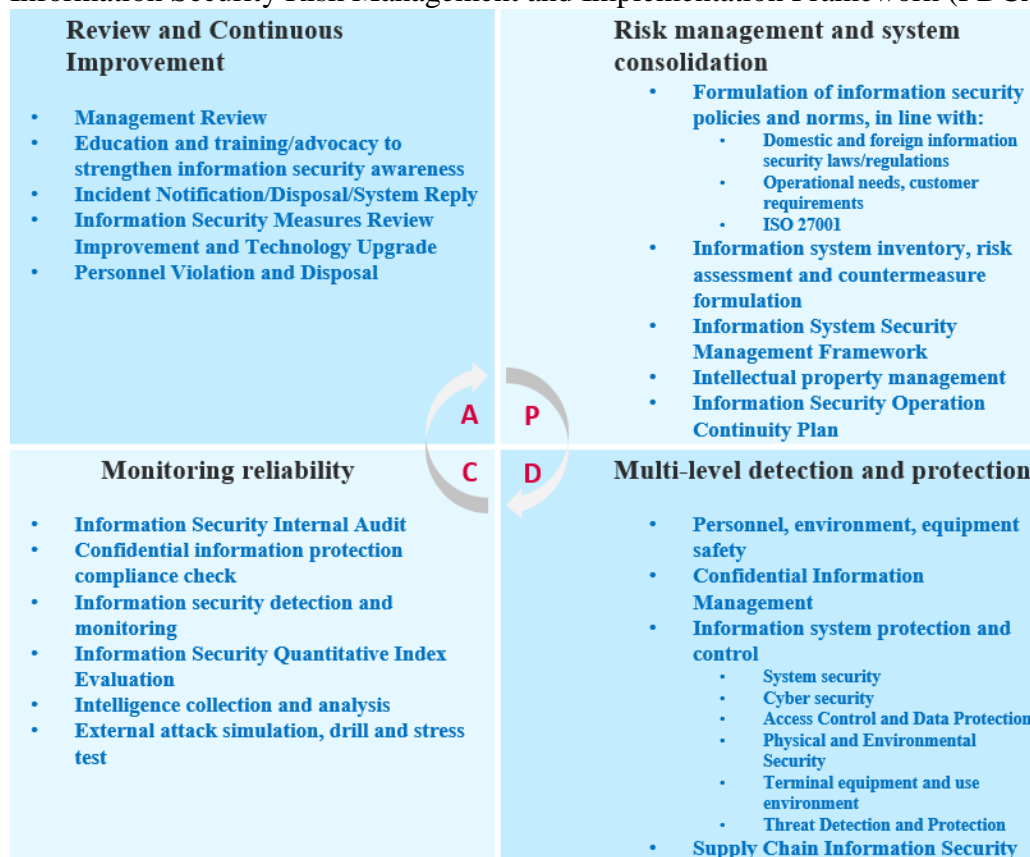 Information Security Risk Management and Implementation Framework
Review and Continuous
Improvement
• Management Review
• Education and training/advocacy to
strengthen information security awareness
• Incident Notification/Disposal/System Reply
• Information Security Measures Review
Improvement and Technology Upgrade
• Personnel Violation and Disposal
Risk management and system
consolidation
• Formulation of information security
policies and norms, in line with:
• Domestic and foreign information
security laws/regulations
• Operational needs, customer
requirements
• ISO 27001
• Information system inventory, risk
assessment and countermeasure
formulation
• Information System Security
Management Framework
• Intellectual property management
• Information Security Operation
Continuity Plan
A P
C D
Monitoring reliability
• Information Security Internal Audit
• Confidential information protection
compliance check
• Information security detection and
monitoring
• Information Security Quantitative Index
Evaluation
• Intelligence collection and analysis
• External attack simulation, drill and stress
test
Multi-level detection and protection
• Personnel, environment, equipment
safety
• Confidential Information
Management
• Information system protection and
control
• System security
• Cyber security
• Access Control and Data Protection
• Physical and Environmental
Security
• Terminal equipment and use
environment
• Threat Detection and Protection
• Supply Chain Information Security